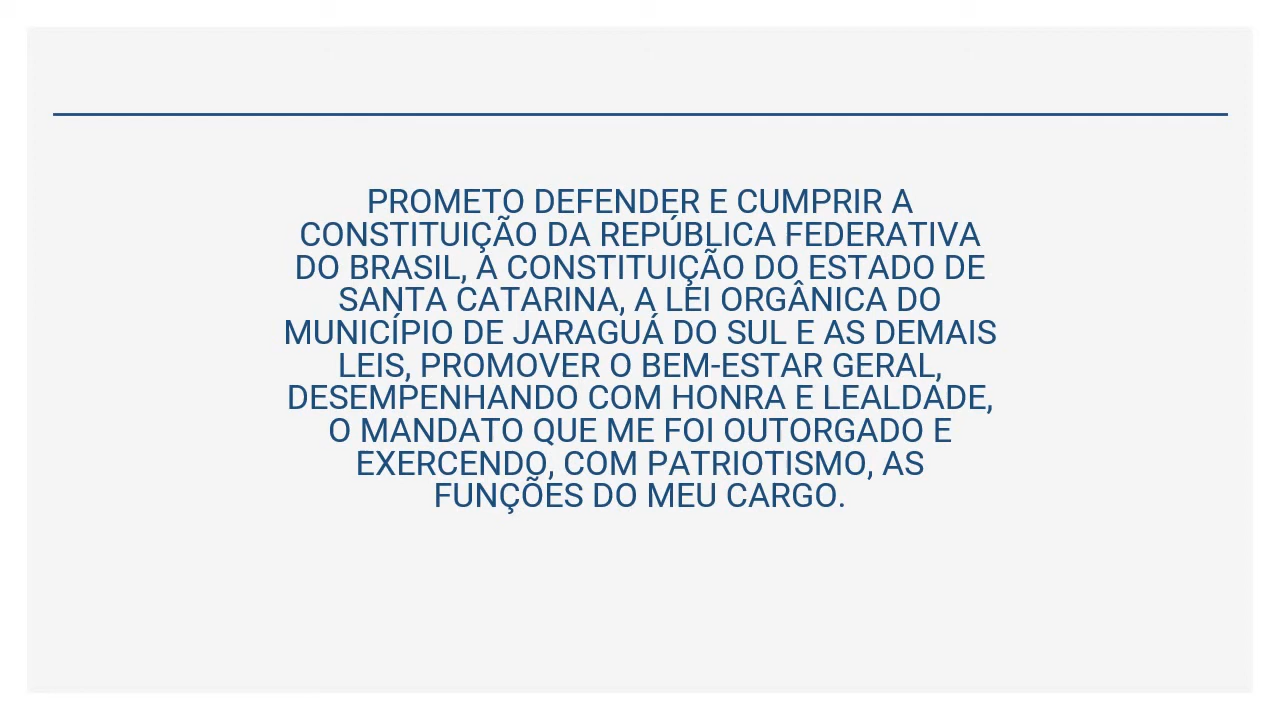 PROMETO DEFENDER E CUMPRIR A
CONSTITUIÇÃO DA REPÚBLICA FEDERATIVA
DO BRASIL, A CONSTITUIÇÃO DO ESTADO DE
SANTA CATARINA, A LEI ORGÂNICA DO
MUNICÍPIO DE JARAGUÁ DO SUL E AS DEMAIS
LEIS, PROMOVER O BEM-ESTAR GERAL,
DESEMPENHANDO COM HONRA E LEALDADE,
O MANDATO QUE ME FOI OUTORGADO E
EXERCENDO, COM PATRIOTISMO, AS
FUNÇÕES DO MEU CARGO.